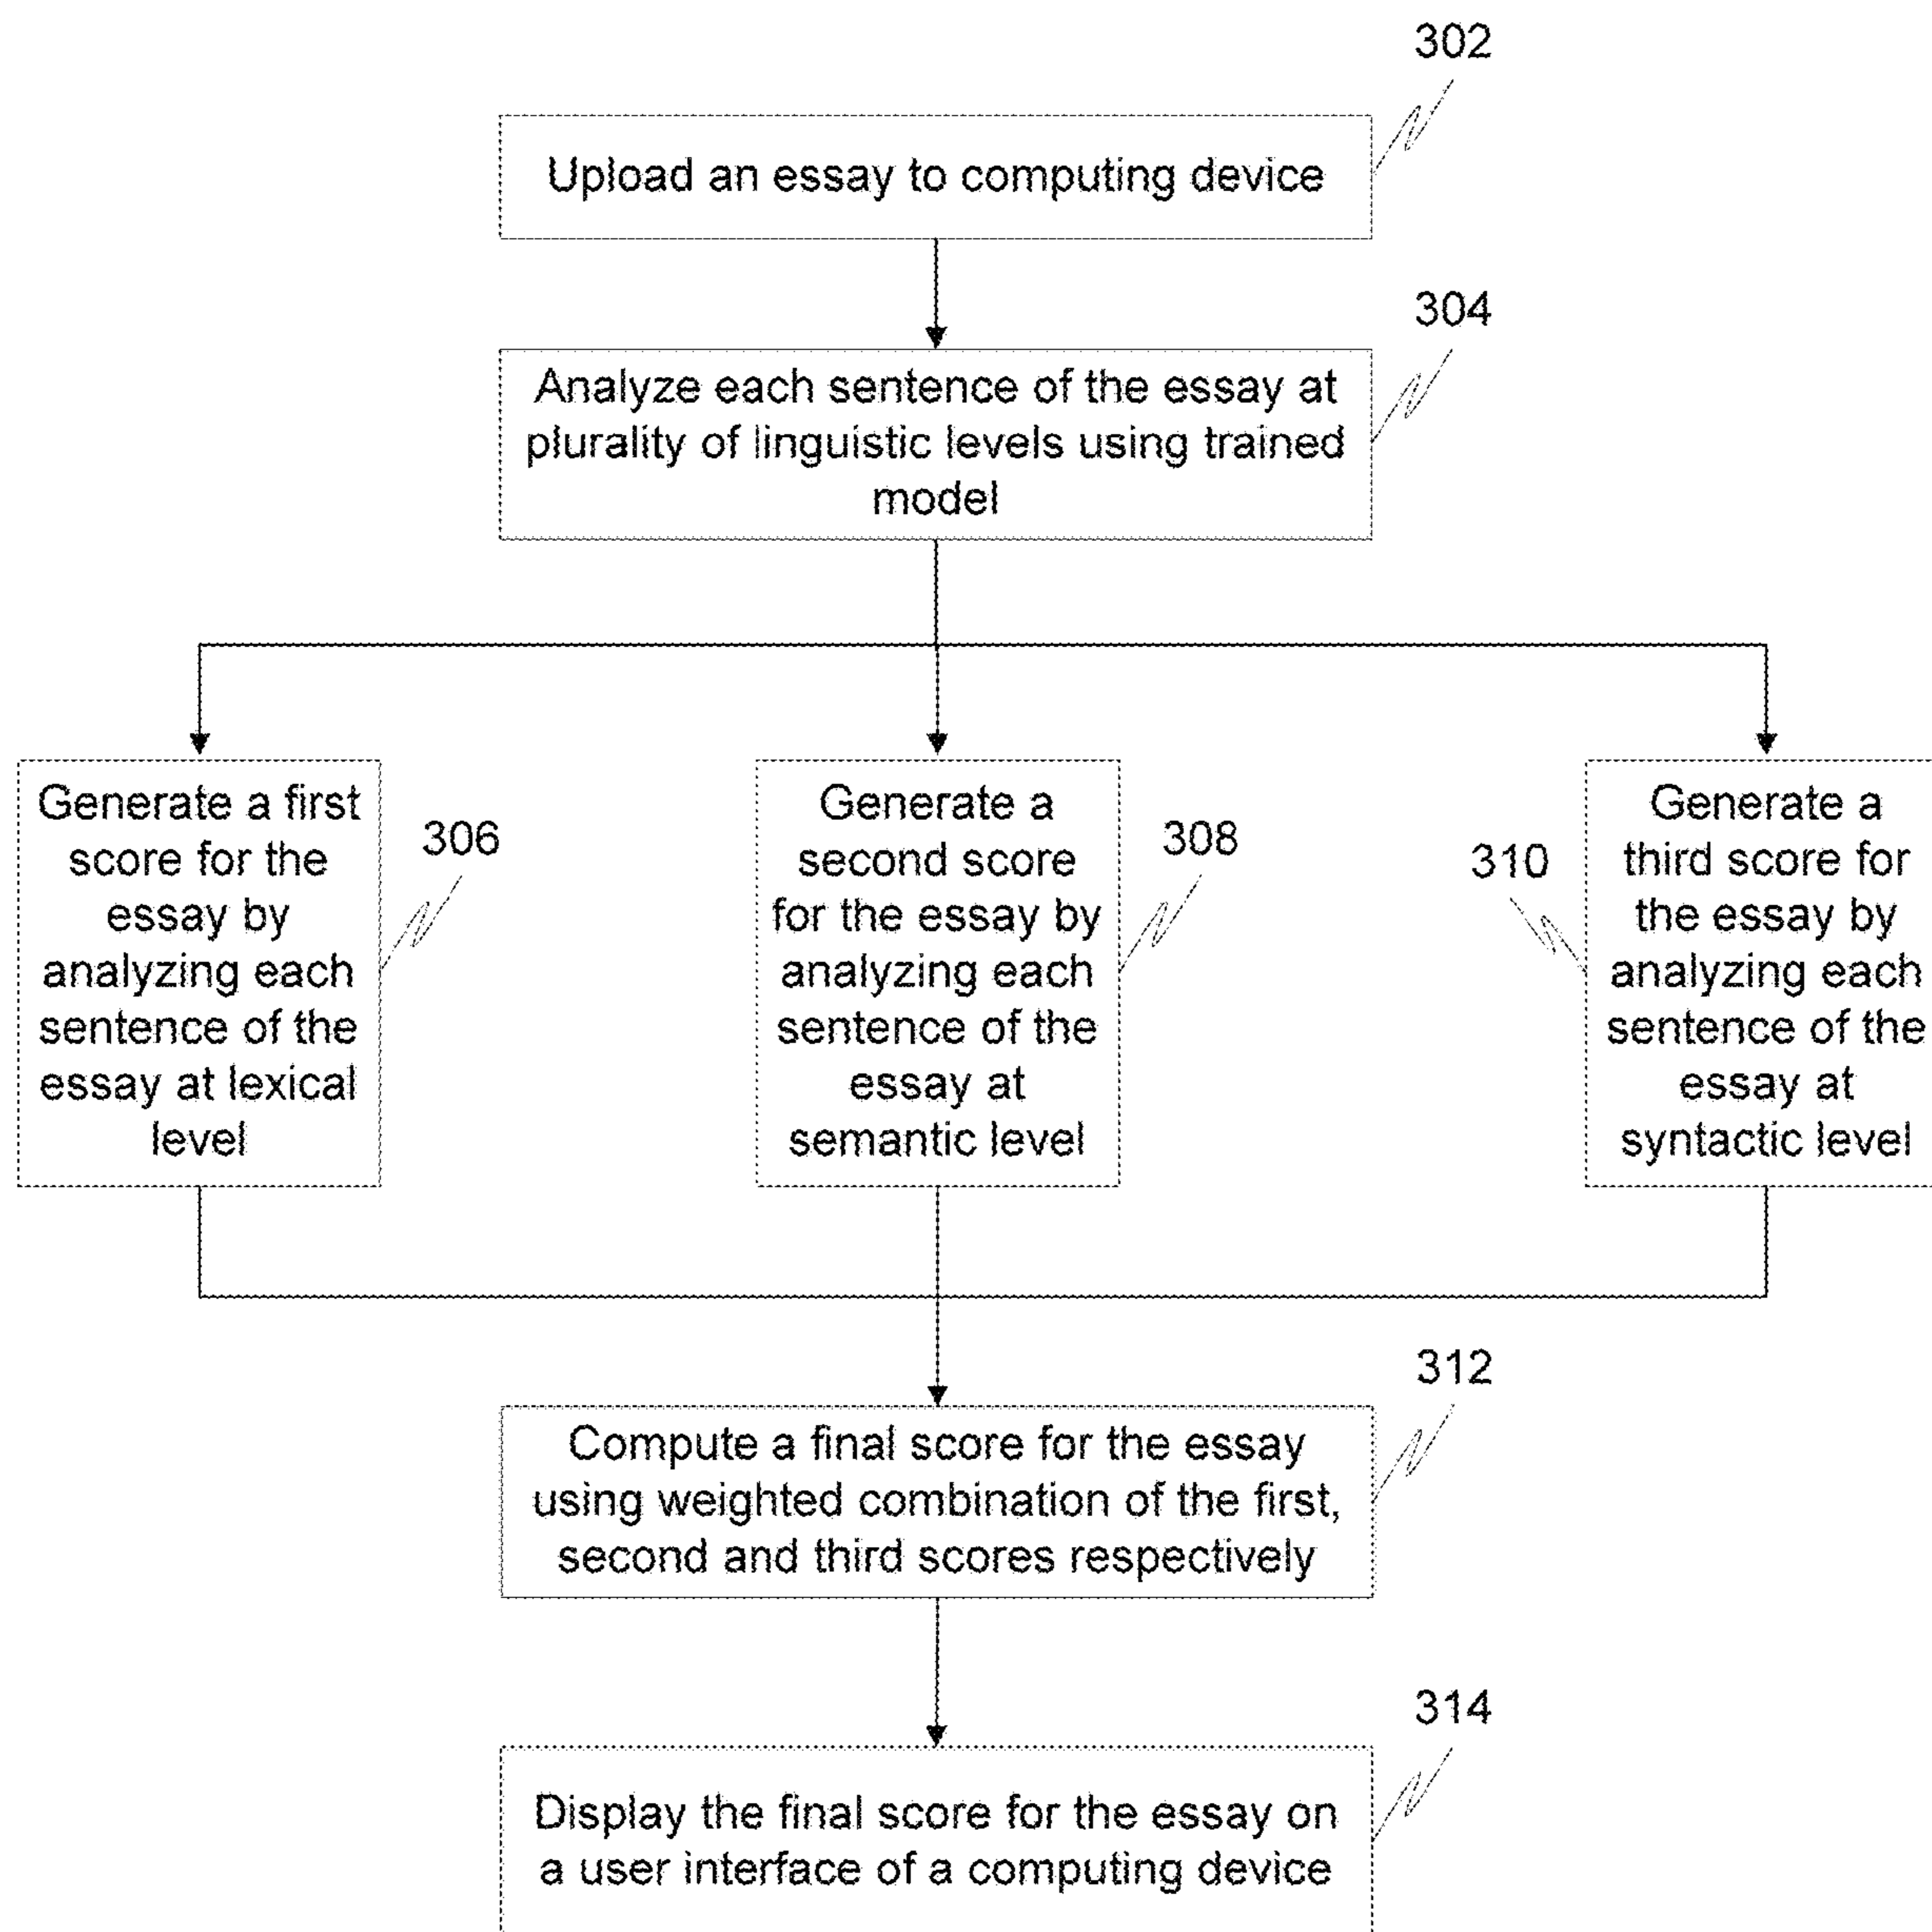 302
Upload an essay to computing device
304
Analyze each sentence of the essay at
plurality of linguistic levels using trained
model
Generate a first
score for the
essay by
analyzing each
sentence of the
essay at lexical
level
306
Generate a
second score
for the essay by
analyzing each
sentence of the
essay at
semantic level
308
310
Generate a
third score for
the essay by
analyzing each
sentence of the
essay at
syntactic level
312
Compute a final score for the essay
using weighted combination of the first,
second and third scores respectively
314
Display the final score for the essay on
a user interface of a computing device